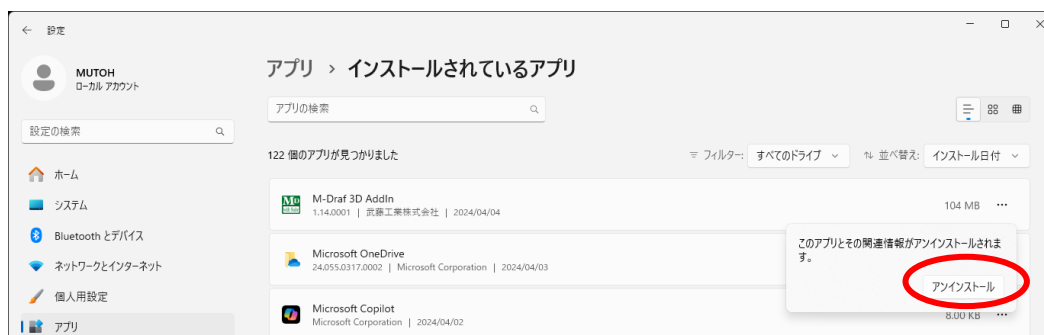 ← 設定
MUTOH
ローカル アカウント
設定の検索
ホーム
システム
Bluetooth とデバイス
ネットワークとインターネット
個人用設定
アプリ
アプリ › インストールされているアプリ
アプリの検索
122 個のアプリが見つかりました
フィルター: すべてのドライブ
並べ替え: インストール日付
M-Draf 3D AddIn
1.14.0001 | 武藤工業株式会社 | 2024/04/04
104 MB
Microsoft OneDrive
24.055.0317.0002 | Microsoft Corporation | 2024/04/03
このアプリとその関連情報がアンインストールされま
す。
アンインストール
Microsoft Copilot
Microsoft Corporation | 2024/04/02
8.00 KB